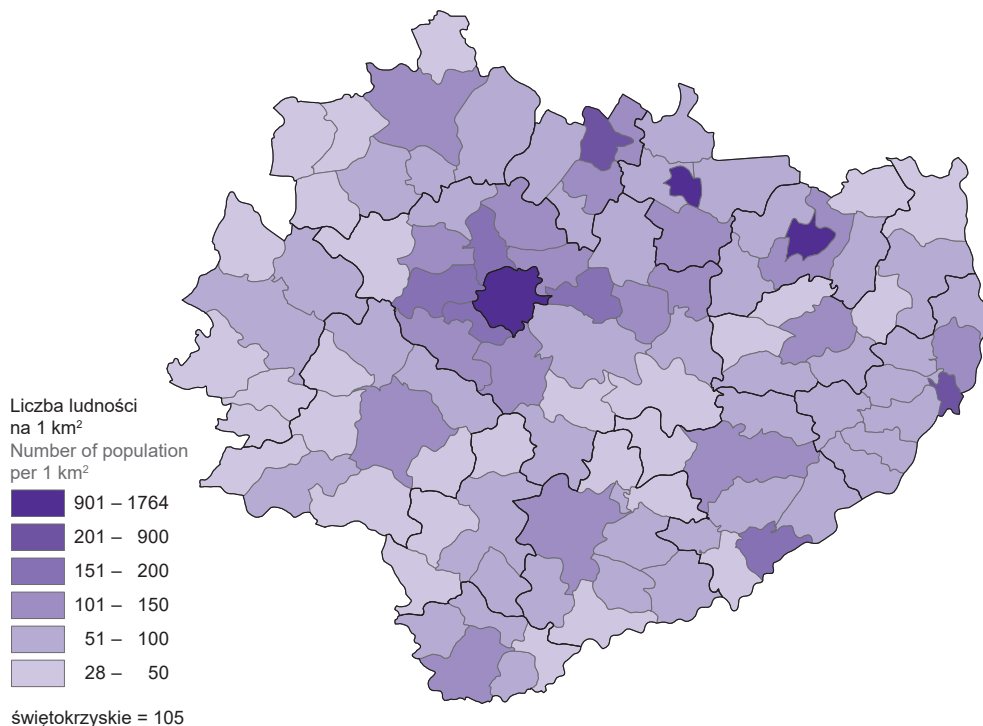 Liczba ludności
na 1 km²
Number of population
per 1 km²
901 – 1764
201 – 900
151 – 200
101 – 150
51 – 100
28 – 50
świętokrzyskie = 105